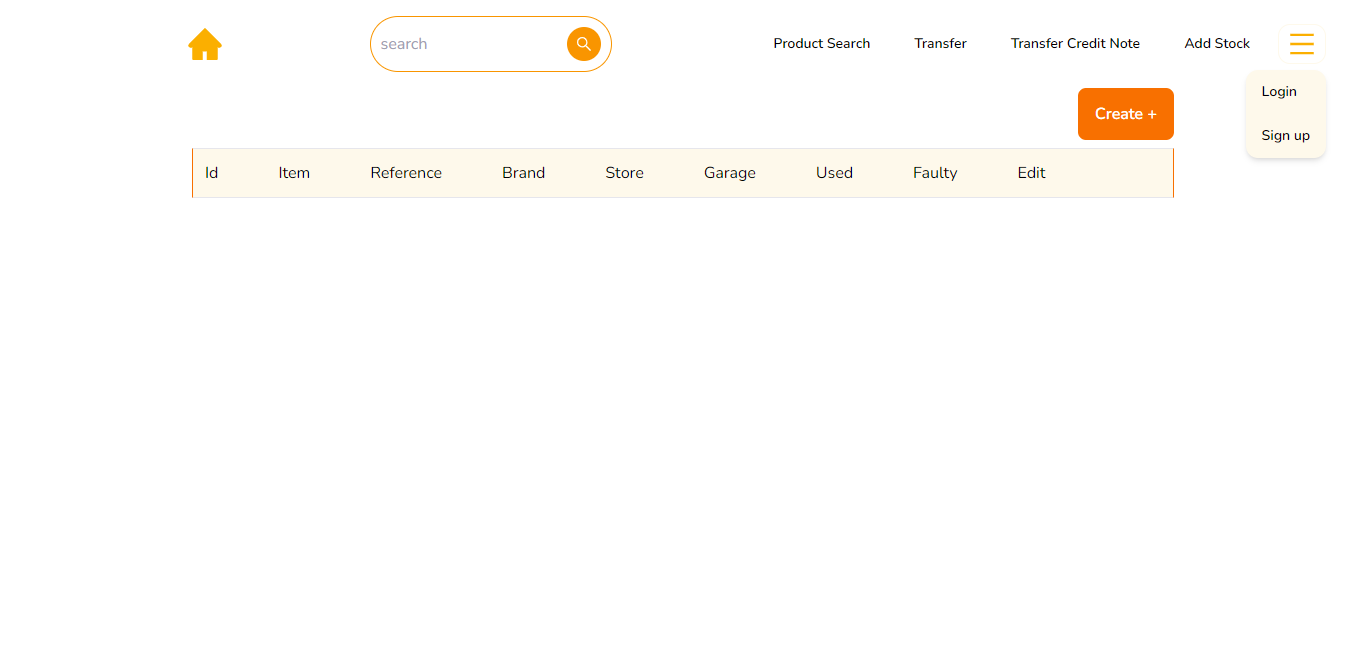 search
Product Search Transfer Transfer Credit Note Add Stock
Login
Create +
Sign up
Id Item Reference Brand Store Garage Used Faulty Edit